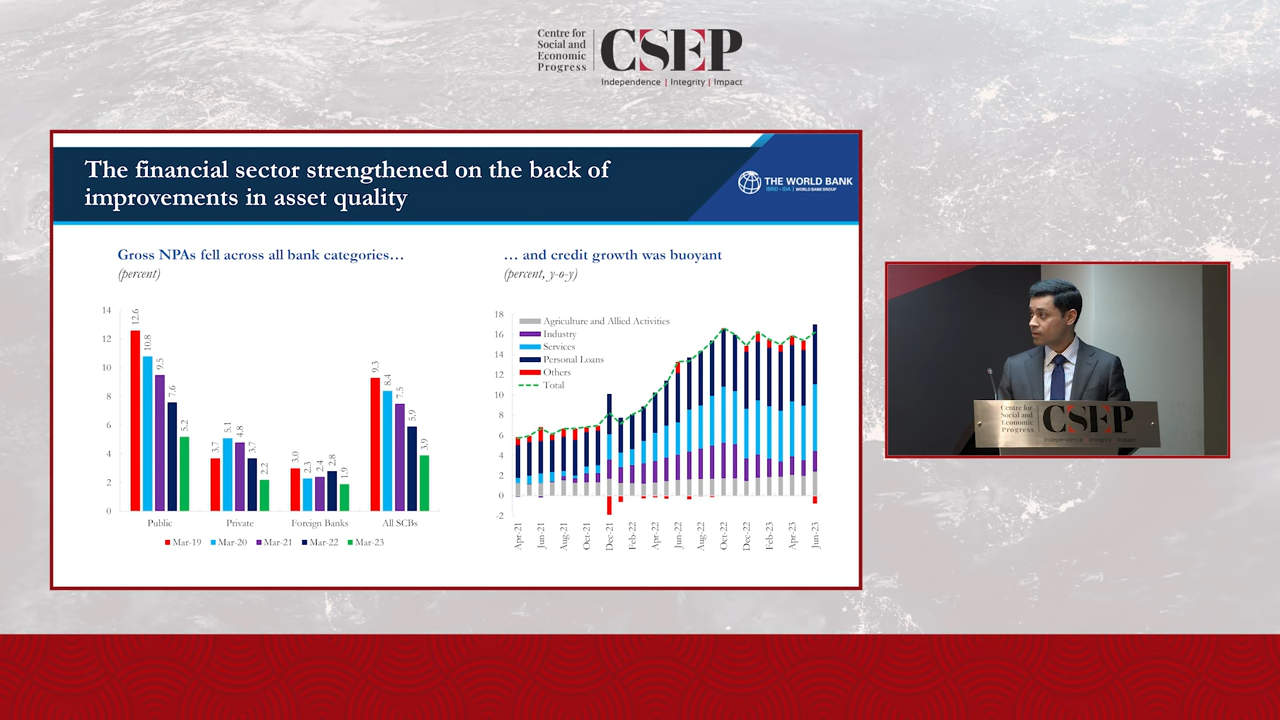 Centre for
Social and
Economic
Progress
CSEP
Independence | Integrity | Impact
The financial sector strengthened on the back of
improvements in asset quality
THE WORLD BANK
IBRD • IDA | WORLD BANK GROUP
Gross NPAs fell across all bank categories…
(percent)
14
12
10
8
6
4
2
0
12.6
10.8
9.5
7.6
5.2
3.7
5.1
4.8
3.7
2.2
3.0
2.3
2.4
2.8
1.9
9.3
8.4
7.5
5.9
3.9
Public
Private
Foreign Banks
All SCBs
Mar-19
Mar-20
Mar-21
Mar-22
Mar-23
… and credit growth was buoyant
(percent, y-o-y)
18
16
14
12
10
8
6
4
2
0
-2
Agriculture and Allied Activities
Industry
Services
Personal Loans
Others
Total
Apr-21
Jun-21
Aug-21
Oct-21
Dec-21
Feb-22
Apr-22
Jun-22
Aug-22
Oct-22
Dec-22
Feb-23
Apr-23
Jun-23
Centre for
Social and
Economic
Progress
CSEP
Independence | Integrity | Impact